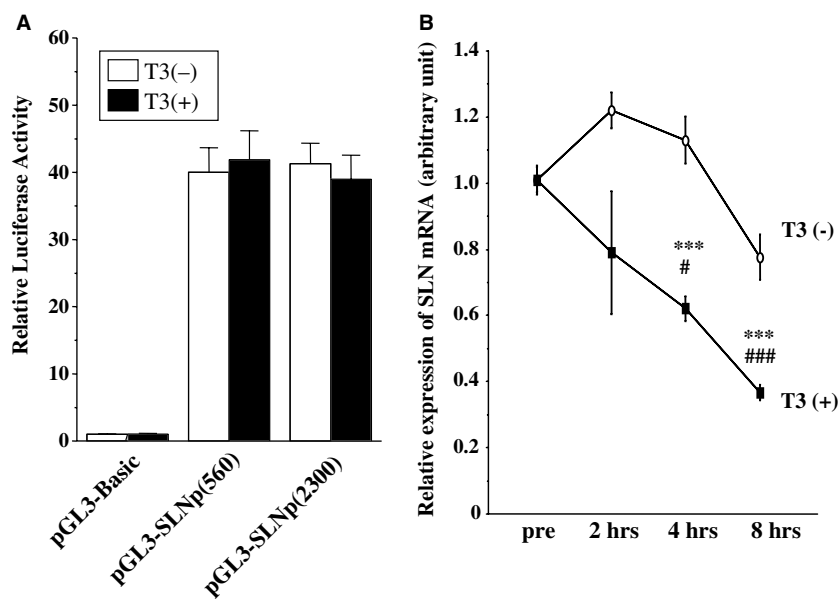 A
Relative Luciferase Activity
60
50
40
30
20
10
0
T3(–)
T3(+)
pGL3-Basic
pGL3-SLNp(560)
pGL3-SLNp(2300)
B
Relative expression of SLN mRNA (arbitrary unit)
1.4
1.2
1.0
0.8
0.6
0.4
0.2
0
T3 (-)
***
#
***
###
T3 (+)
pre
2 hrs
4 hrs
8 hrs